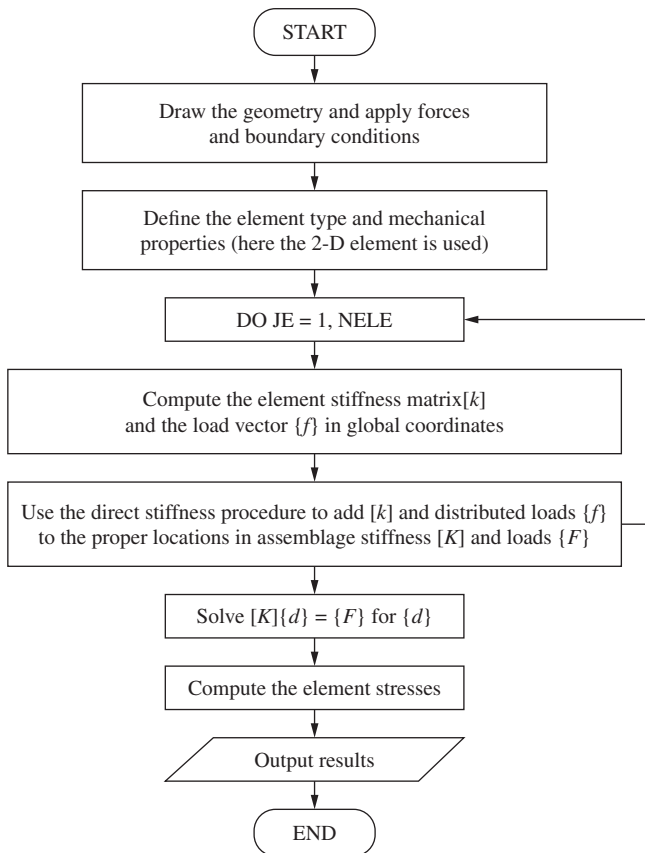 START
Draw the geometry and apply forces
and boundary conditions
Define the element type and mechanical
properties (here the 2-D element is used)
DO JE = 1, NELE
Compute the element stiffness matrix[k]
and the load vector {f} in global coordinates
Use the direct stiffness procedure to add [k] and distributed loads {f}
to the proper locations in assemblage stiffness [K] and loads {F}
Solve [K]{d} = {F} for {d}
Compute the element stresses
Output results
END